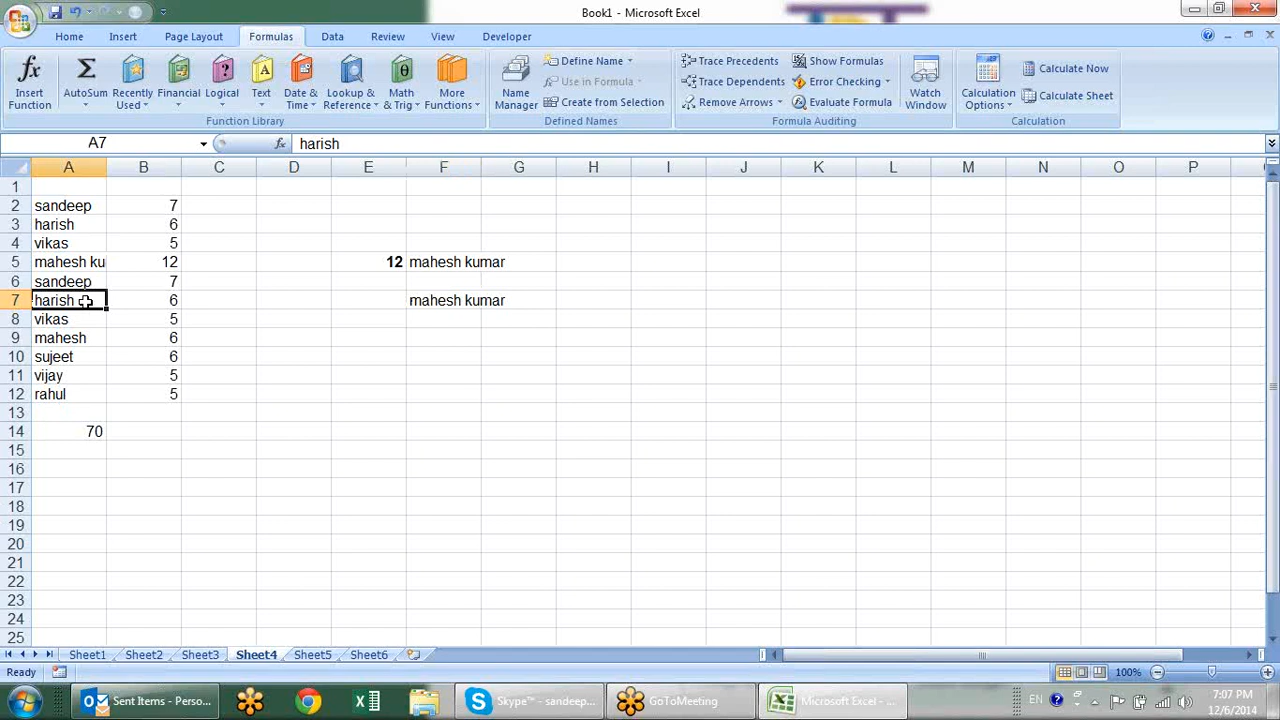 Book1 - Microsoft Excel
Home Insert Page Layout Formulas Data Review View Developer
fx Σ A θ
Insert Function AutoSum Recently Used Financial Logical Text Date & Time Lookup & Reference Math & Trig More Functions
Function Library
Name Manager
Define Name
Use in Formula
Create from Selection
Defined Names
Trace Precedents Show Formulas
Trace Dependents Error Checking
Remove Arrows Evaluate Formula
Formula Auditing
Watch Window
Calculation Options
Calculate Now
Calculate Sheet
Calculation
A7 fx harish
A B C D E F G H I J K L M N O P
1
2 sandeep 7
3 harish 6
4 vikas 5
5 mahesh ku 12 12 mahesh kumar
6 sandeep 7
7 harish 6 mahesh kumar
8 vikas 5
9 mahesh 6
10 sujeet 6
11 vijay 5
12 rahul 5
13
14 70
15
16
17
18
19
20
21
22
23
24
25
Sheet1 Sheet2 Sheet3 Sheet4 Sheet5 Sheet6
Ready 100%
Sent Items - Perso... Skype™ - sandeep... GoToMeeting Microsoft Excel - ... EN 7:07 PM
12/6/2014